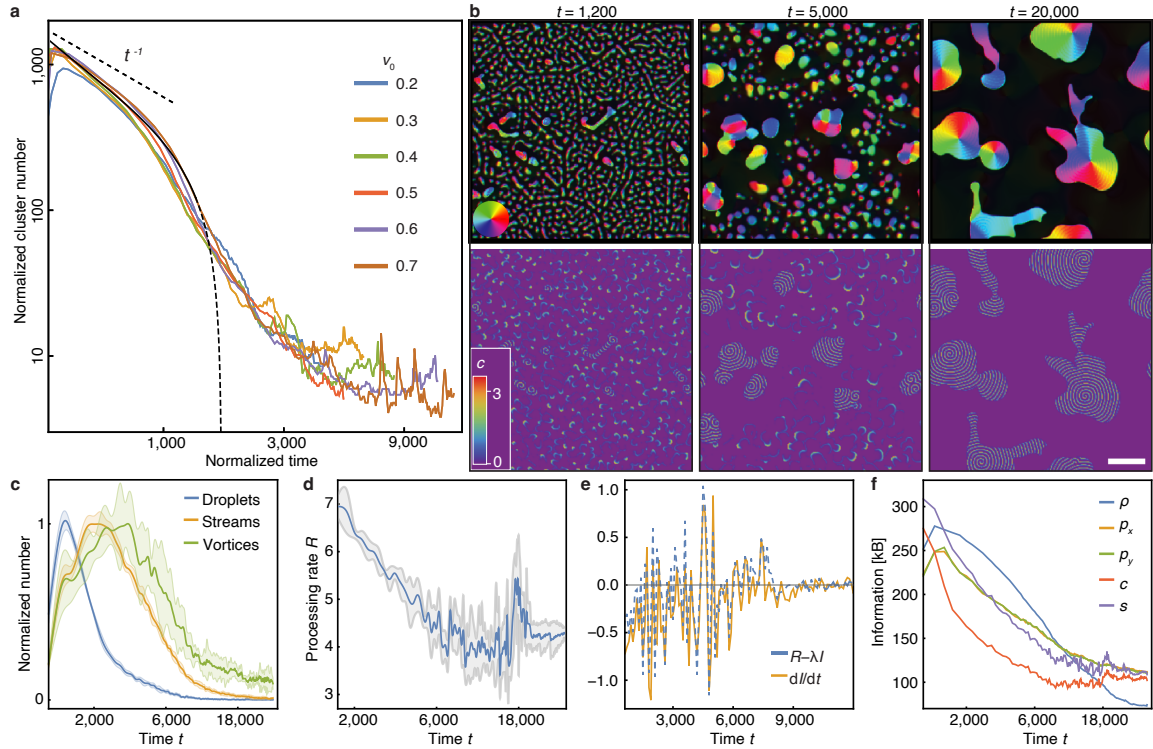 a
Normalized cluster number
1,000
100
10
t -1
v0
0.2
0.3
0.4
0.5
0.6
0.7
1,000 3,000 9,000
Normalized time
b
t = 1,200 t = 5,000 t = 20,000
c
3
0
c
Normalized number
1
0
Droplets
Streams
Vortices
2,000 6,000 18,000
Time t
d
Processing rate R
7
6
5
4
3
2,000 6,000 18,000
Time t
e
1.0
0.5
0.0
−0.5
−1.0
R−λI
dI/dt
3,000 6,000 9,000
Time t
f
Information [kB]
300
250
200
150
100
ρ
px
py
c
s
2,000 6,000 18,000
Time t